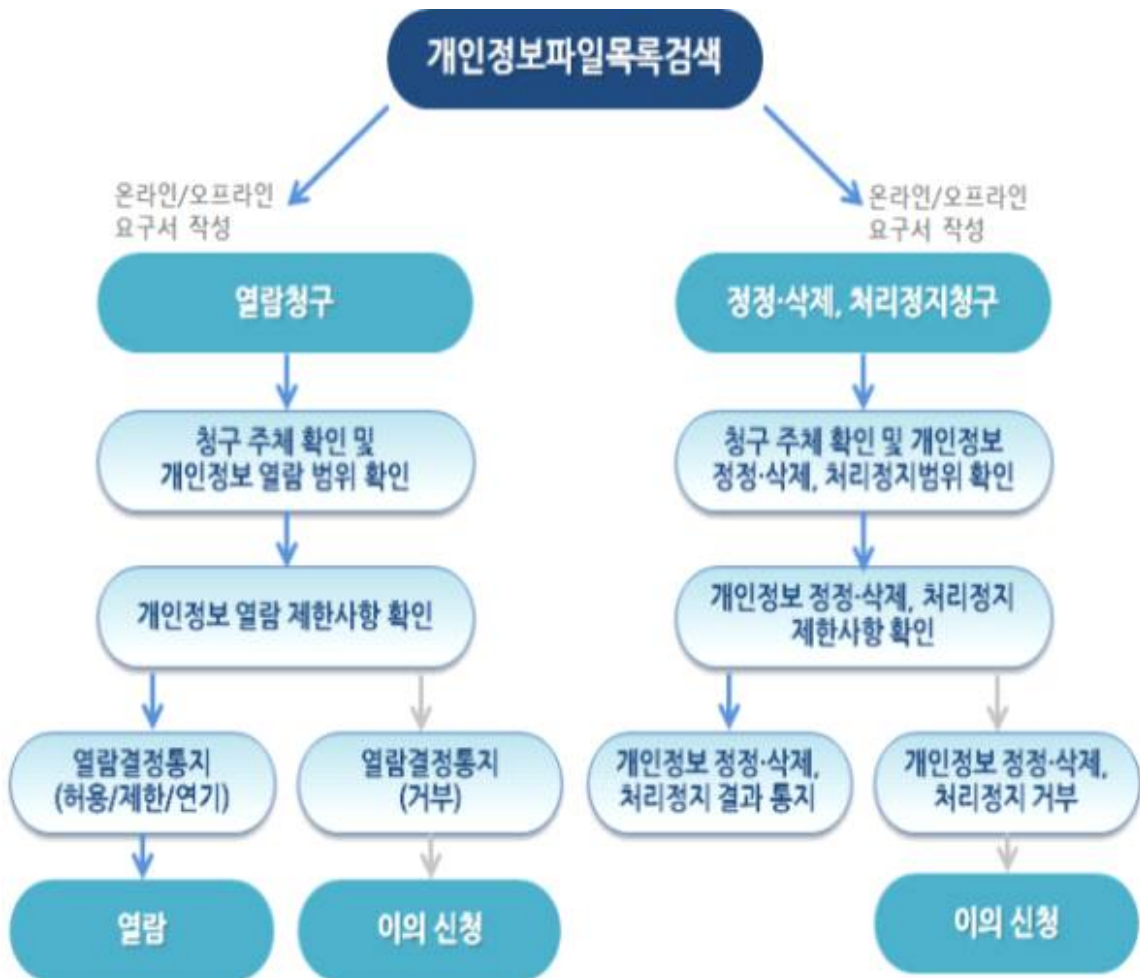 개인정보파일목록검색
온라인/오프라인
요구서 작성
온라인/오프라인
요구서 작성
열람청구
정정·삭제, 처리정지청구
청구 주체 확인 및
개인정보 열람 범위 확인
청구 주체 확인 및 개인정보
정정·삭제, 처리정지범위 확인
개인정보 열람 제한사항 확인
개인정보 정정·삭제, 처리정지
제한사항 확인
열람결정통지
(허용/제한/연기)
열람결정통지
(거부)
개인정보 정정·삭제,
처리정지 결과 통지
개인정보 정정·삭제,
처리정지 거부
열람
이의 신청
이의 신청